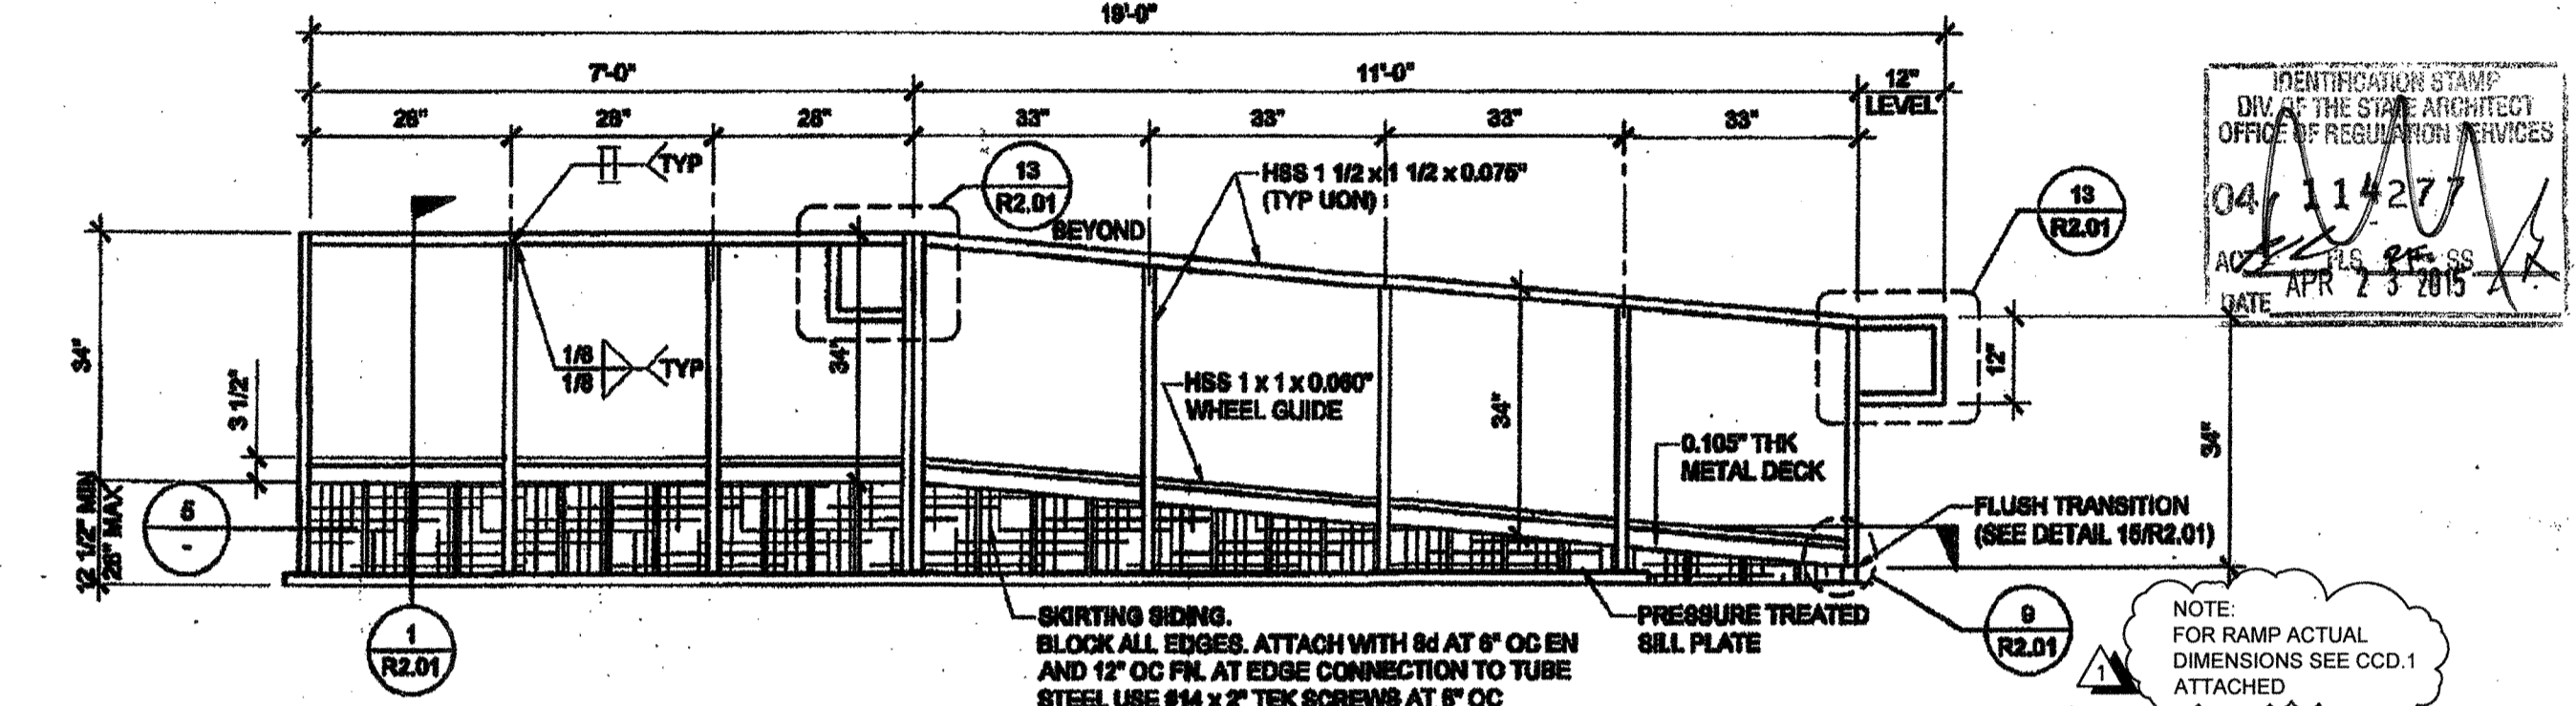 19'-0"
7'-0"
11'-0"
12"
LEVEL
28"
28"
28"
33"
33"
33"
33"
IDENTIFICATION STAMP
DIV. OF THE STATE ARCHITECT
OFFICE OF REGULATION SERVICES
04 114277
AC FLS SS
DATE APR 23 2015
TYP
13
R2.01
BEYOND
HSS 1 1/2 x 1 1/2 x 0.075"
(TYP UON)
13
R2.01
34"
3 1/2"
1/8
1/8
TYP
34"
HSS 1 x 1 x 0.060"
WHEEL GUIDE
34"
12"
34"
0.105" THK
METAL DECK
FLUSH TRANSITION
(SEE DETAIL 15/R2.01)
12 1/2" MIN
28" MAX
6
-
1
R2.01
SKIRTING SIDING.
BLOCK ALL EDGES. ATTACH WITH 8d AT 6" OC EN
AND 12" OC FN. AT EDGE CONNECTION TO TUBE
STEEL USE #14 x 2" TEK SCREWS AT 6" OC
PRESSURE TREATED
SILL PLATE
9
R2.01
1
NOTE:
FOR RAMP ACTUAL
DIMENSIONS SEE CCD.1
ATTACHED